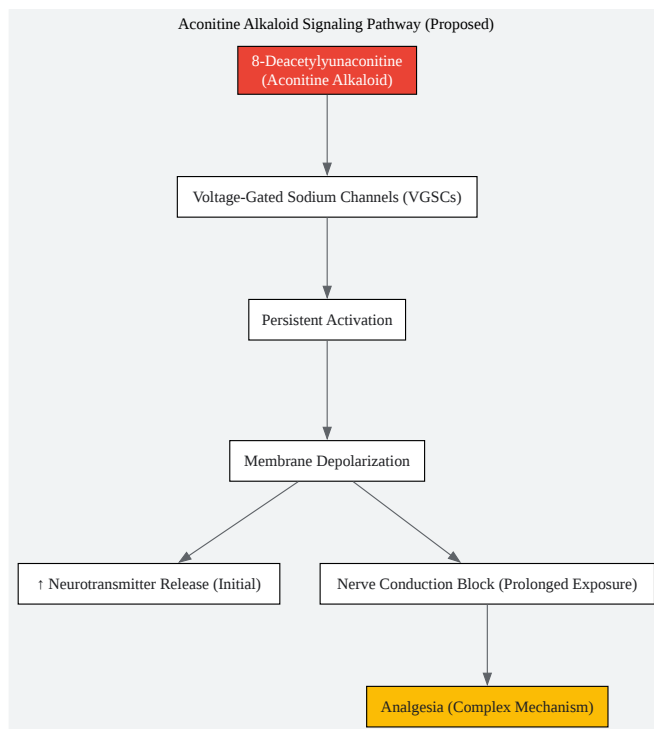 Aconitine Alkaloid Signaling Pathway (Proposed)
8-Deacetylyunaconitine
(Aconitine Alkaloid)
Voltage-Gated Sodium Channels (VGSCs)
Persistent Activation
Membrane Depolarization
↑ Neurotransmitter Release (Initial)
Nerve Conduction Block (Prolonged Exposure)
Analgesia (Complex Mechanism)